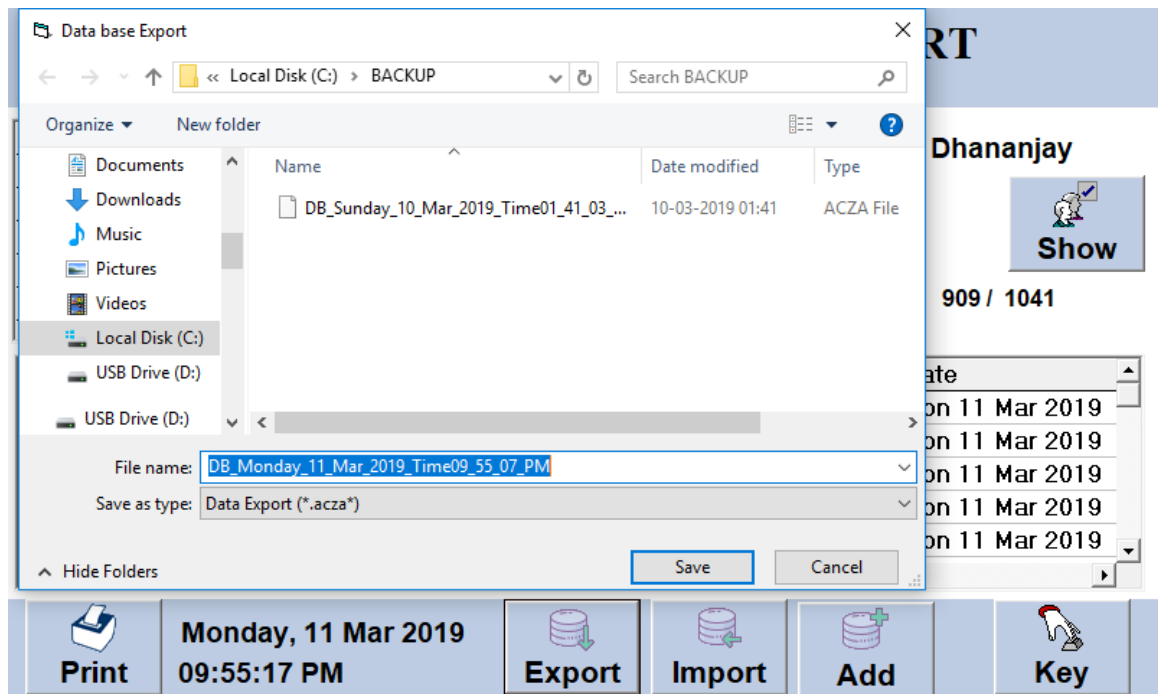 Data base Export
RT
« Local Disk (C:) > BACKUP
Search BACKUP
Organize
New folder
?
Dhananjay
Documents
Name
Date modified
Type
Downloads
DB_Sunday_10_Mar_2019_Time01_41_03_...
10-03-2019 01:41
ACZA File
Music
Show
Pictures
Videos
909 / 1041
Local Disk (C:)
USB Drive (D:)
ate
USB Drive (D:)
on 11 Mar 2019
on 11 Mar 2019
File name:
DB_Monday_11_Mar_2019_Time09_55_07_PM
on 11 Mar 2019
Save as type:
Data Export (*.acza*)
on 11 Mar 2019
on 11 Mar 2019
Hide Folders
Save
Cancel
Print
Monday, 11 Mar 2019
09:55:17 PM
Export
Import
Add
Key